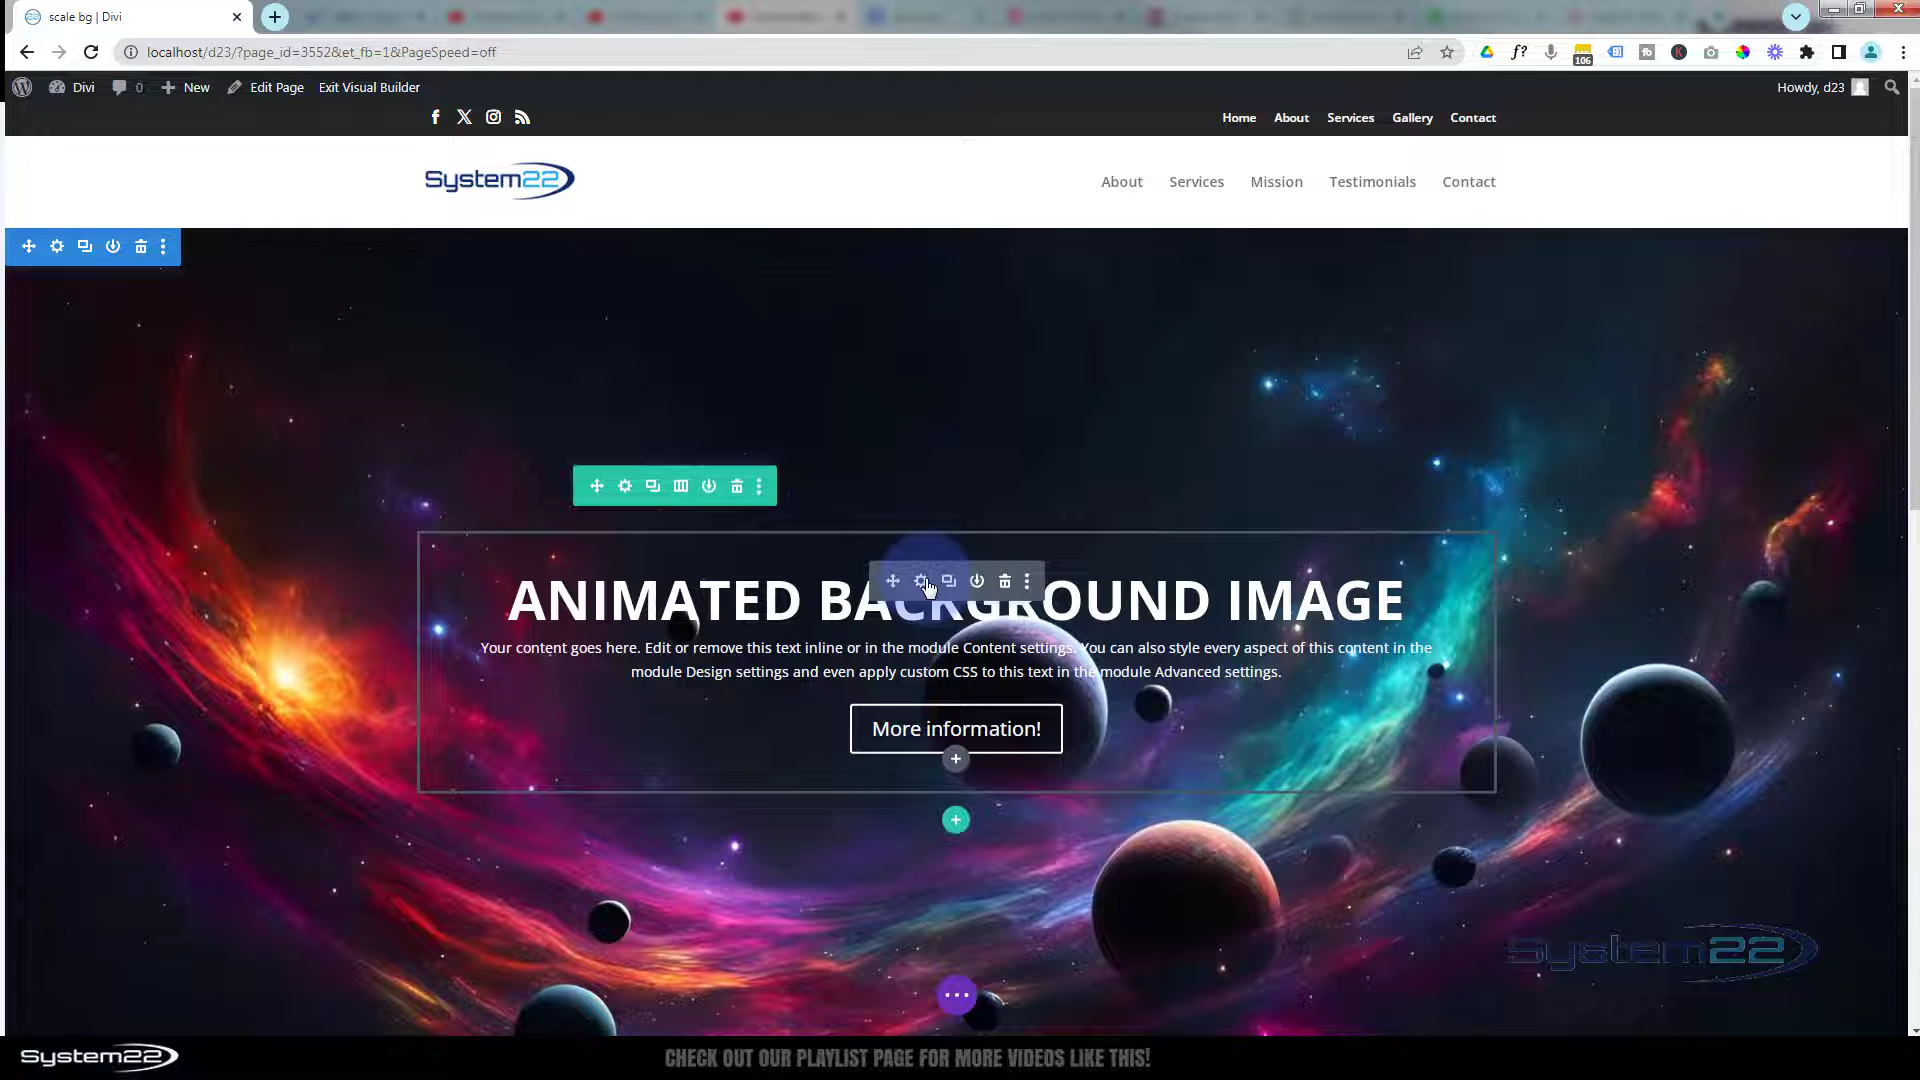 scale bg | Divi
localhost/d23/?page_id=3552&et_fb=1&PageSpeed=off
106
Divi
0
New
Edit Page
Exit Visual Builder
Howdy, d23
Home
About
Services
Gallery
Contact
System22
About
Services
Mission
Testimonials
Contact
ANIMATED BACKGROUND IMAGE
Your content goes here. Edit or remove this text inline or in the module Content settings. You can also style every aspect of this content in the
module Design settings and even apply custom CSS to this text in the module Advanced settings.
More information!
System22
System22
CHECK OUT OUR PLAYLIST PAGE FOR MORE VIDEOS LIKE THIS!